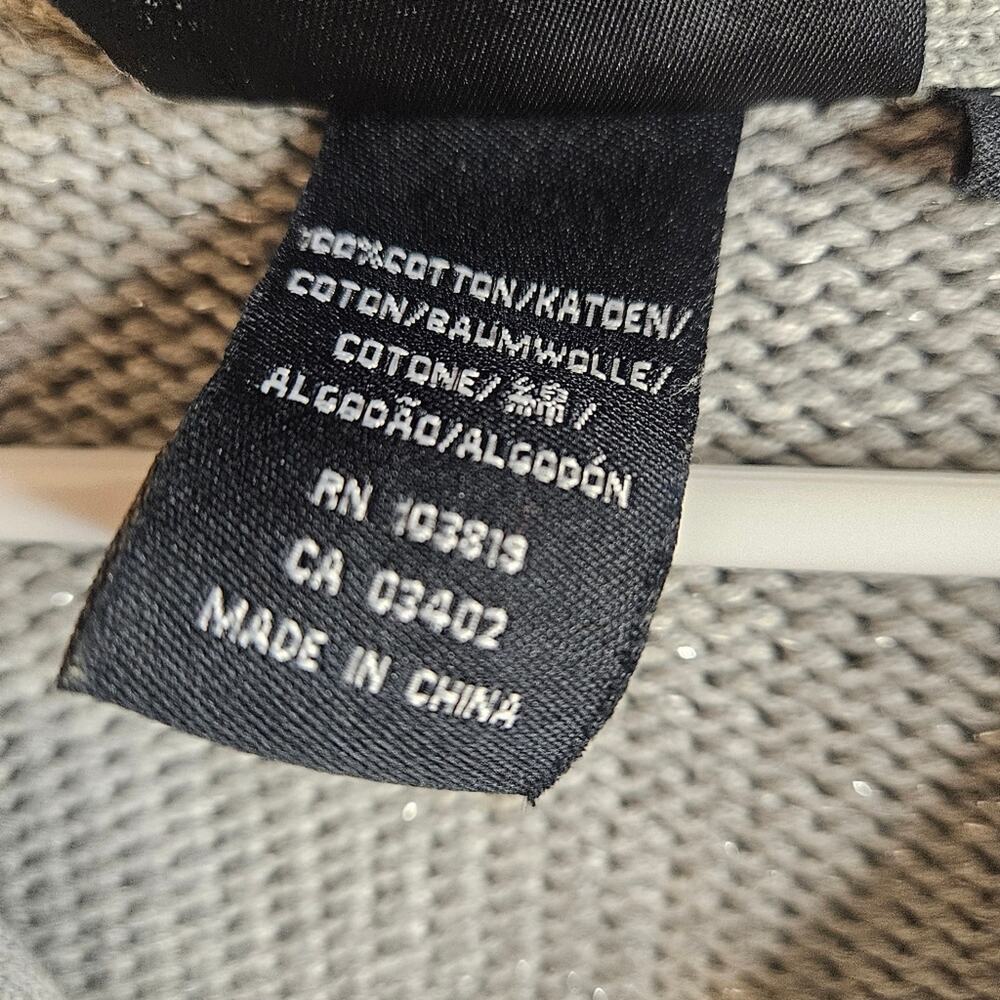 100%COTTON/KATOEN/
COTON/BAUMWOLLE/
COTONE/綿/
ALGODÃO/ALGODÓN
RN 103819
CA 03402
MADE IN CHINA